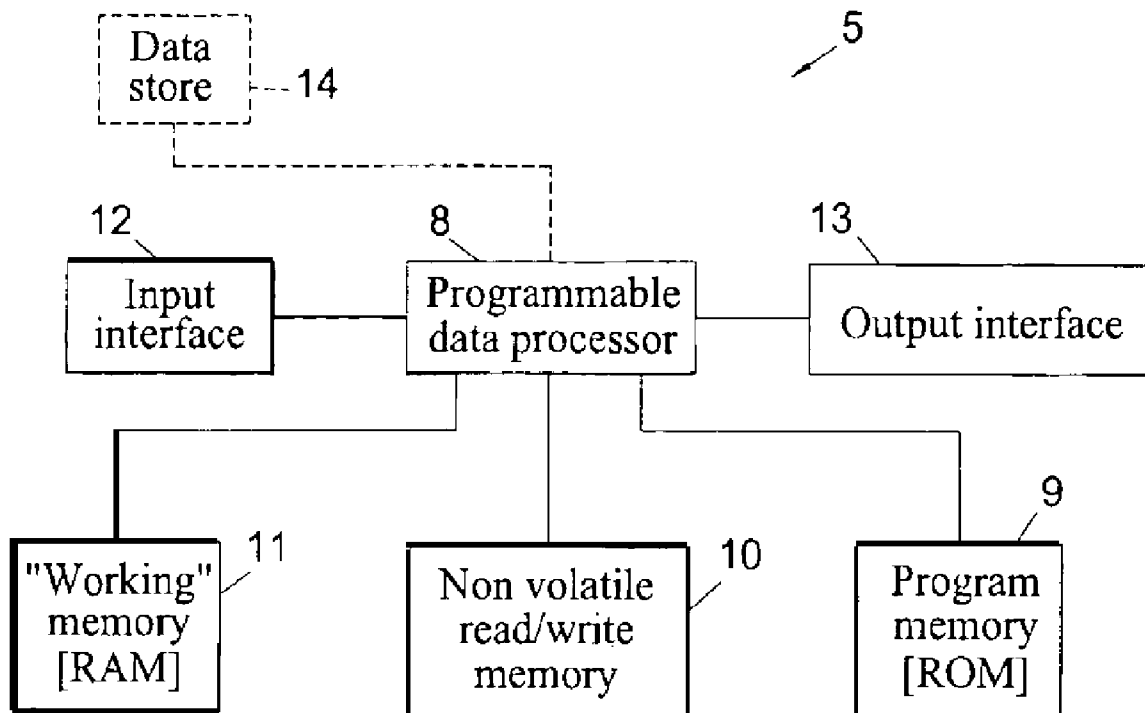 Data
store
14
5
12
8
13
Input
interface
Programmable
data processor
Output interface
11
10
9
"Working"
memory
[RAM]
Non volatile
read/write
memory
Program
memory
[ROM]